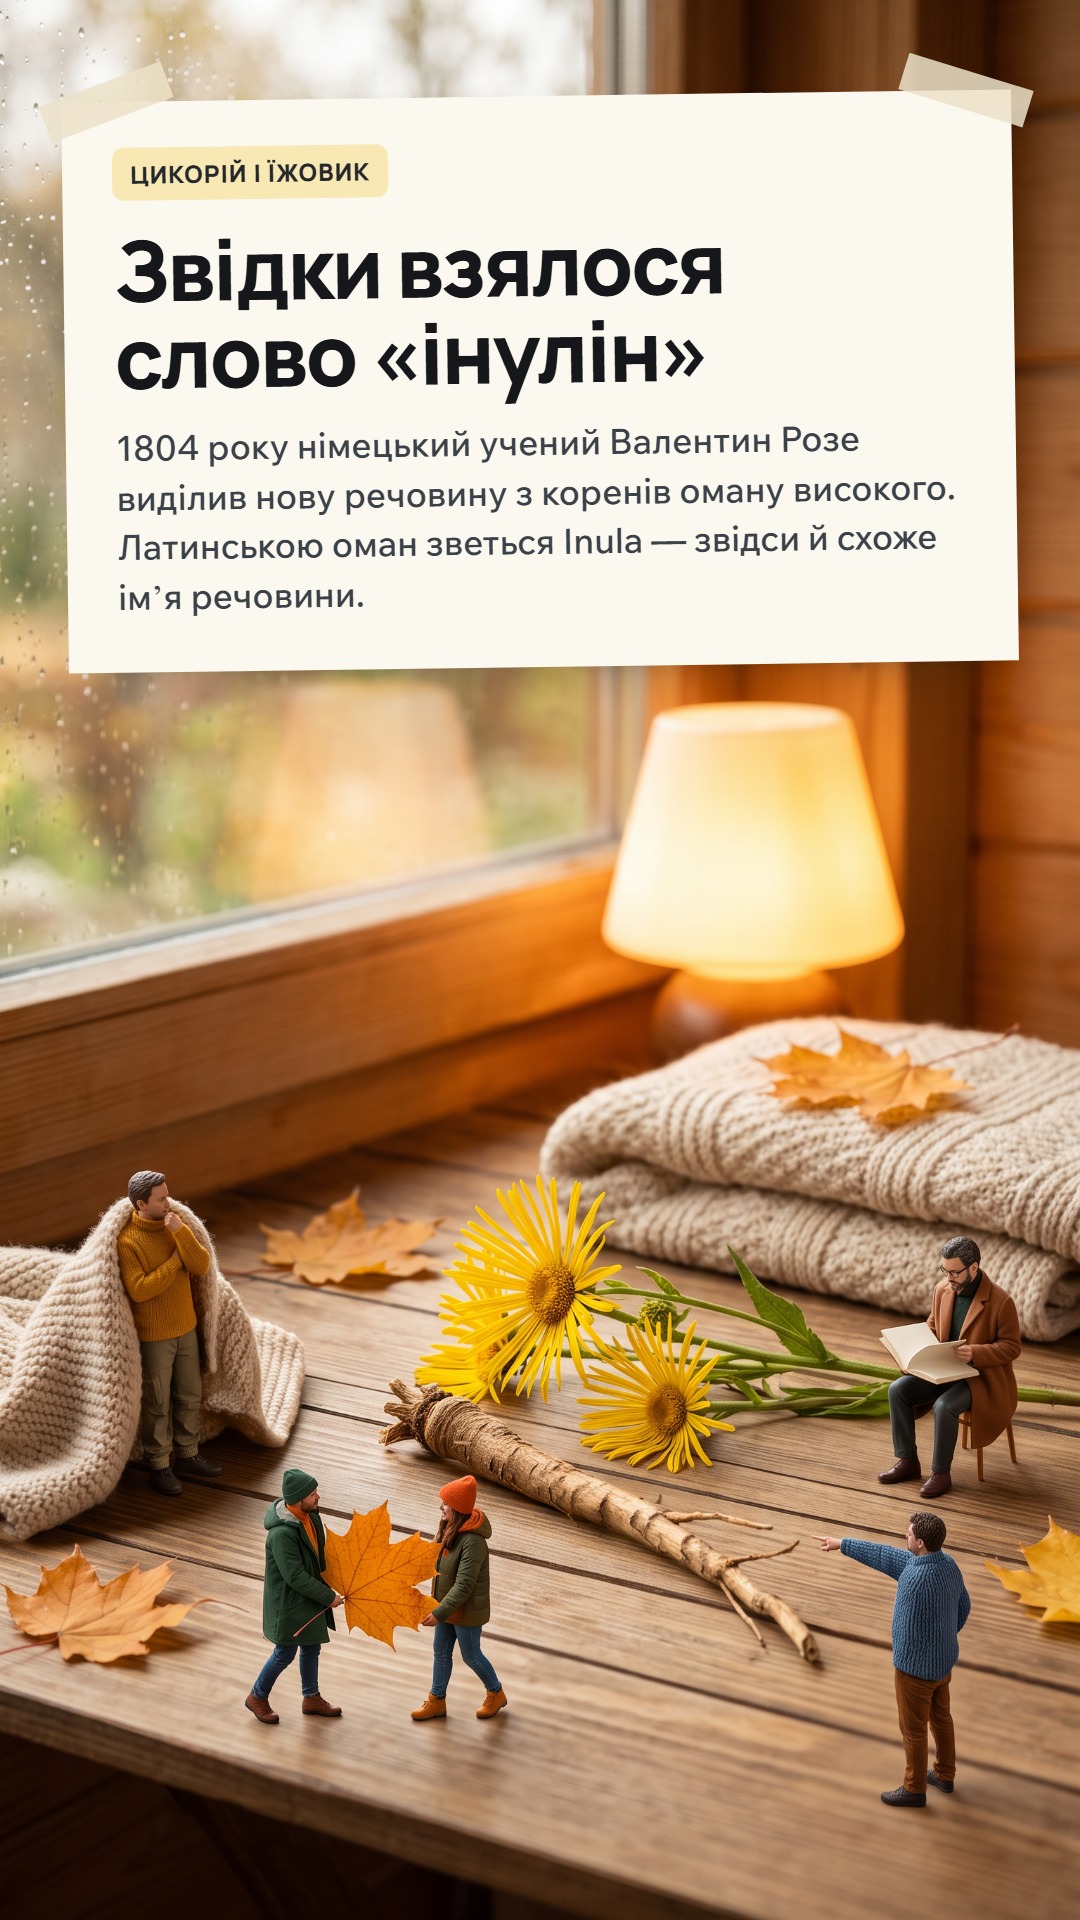 ЦИКОРІЙ І ЇЖОВИК
Звідки взялося
слово «інулін»
1804 року німецький учений Валентин Розе
виділив нову речовину з коренів оману високого.
Латинською оман зветься Inula — звідси й схоже
ім’я речовини.